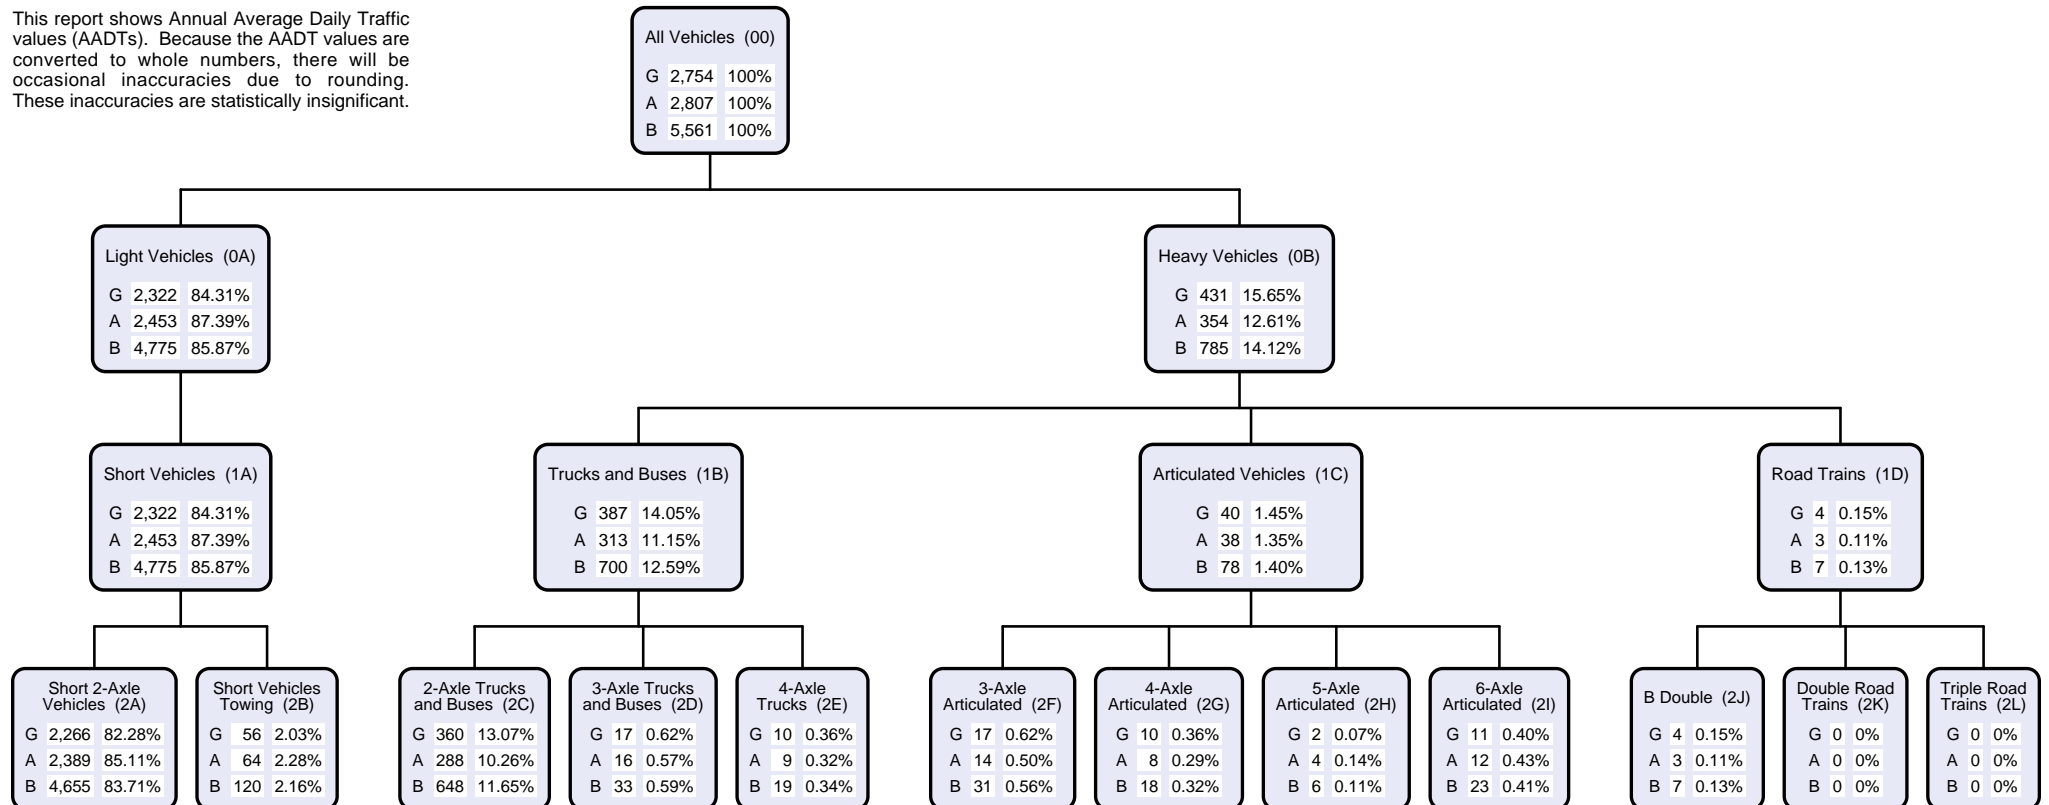 This report shows Annual Average Daily Traffic
values (AADTs). Because the AADT values are
converted to whole numbers, there will be
occasional inaccuracies due to rounding.
These inaccuracies are statistically insignificant.
All Vehicles (00)
G 2,754 100%
A 2,807 100%
B 5,561 100%
Light Vehicles (0A)
G 2,322 84.31%
A 2,453 87.39%
B 4,775 85.87%
Heavy Vehicles (0B)
G 431 15.65%
A 354 12.61%
B 785 14.12%
Short Vehicles (1A)
G 2,322 84.31%
A 2,453 87.39%
B 4,775 85.87%
Trucks and Buses (1B)
G 387 14.05%
A 313 11.15%
B 700 12.59%
Articulated Vehicles (1C)
G 40 1.45%
A 38 1.35%
B 78 1.40%
Road Trains (1D)
G 4 0.15%
A 3 0.11%
B 7 0.13%
Short 2-Axle
Vehicles (2A)
G 2,266 82.28%
A 2,389 85.11%
B 4,655 83.71%
Short Vehicles
Towing (2B)
G 56 2.03%
A 64 2.28%
B 120 2.16%
2-Axle Trucks
and Buses (2C)
G 360 13.07%
A 288 10.26%
B 648 11.65%
3-Axle Trucks
and Buses (2D)
G 17 0.62%
A 16 0.57%
B 33 0.59%
4-Axle
Trucks (2E)
G 10 0.36%
A 9 0.32%
B 19 0.34%
3-Axle
Articulated (2F)
G 17 0.62%
A 14 0.50%
B 31 0.56%
4-Axle
Articulated (2G)
G 10 0.36%
A 8 0.29%
B 18 0.32%
5-Axle
Articulated (2H)
G 2 0.07%
A 4 0.14%
B 6 0.11%
6-Axle
Articulated (2I)
G 11 0.40%
A 12 0.43%
B 23 0.41%
B Double (2J)
G 4 0.15%
A 3 0.11%
B 7 0.13%
Double Road
Trains (2K)
G 0 0%
A 0 0%
B 0 0%
Triple Road
Trains (2L)
G 0 0%
A 0 0%
B 0 0%